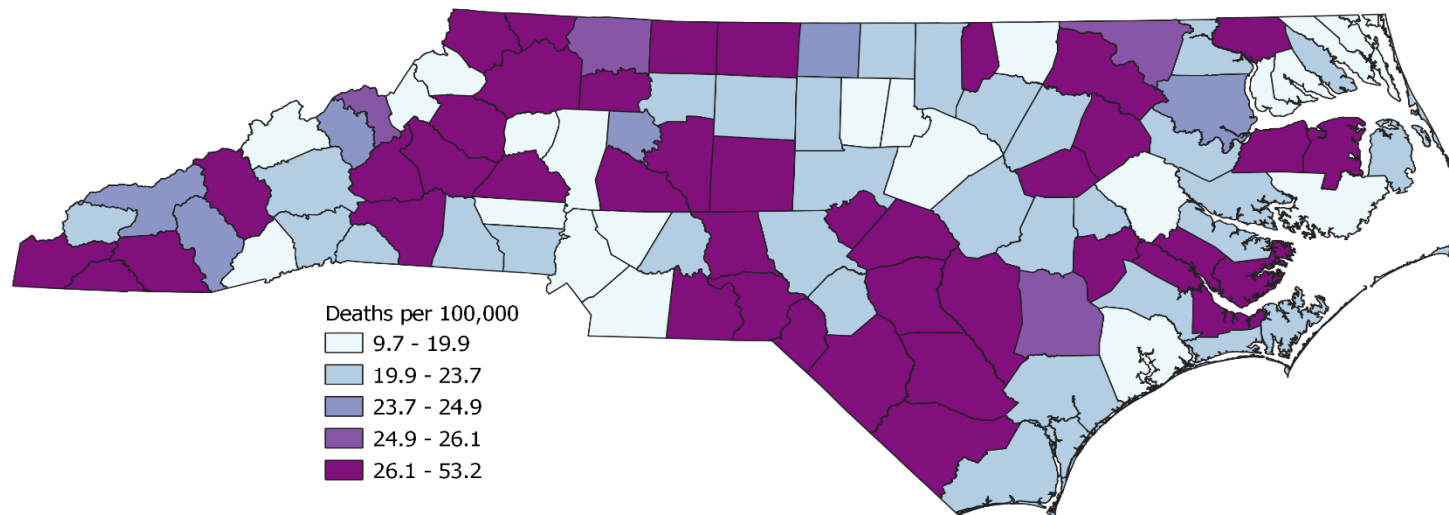 Deaths per 100,000
9.7 - 19.9
19.9 - 23.7
23.7 - 24.9
24.9 - 26.1
26.1 - 53.2